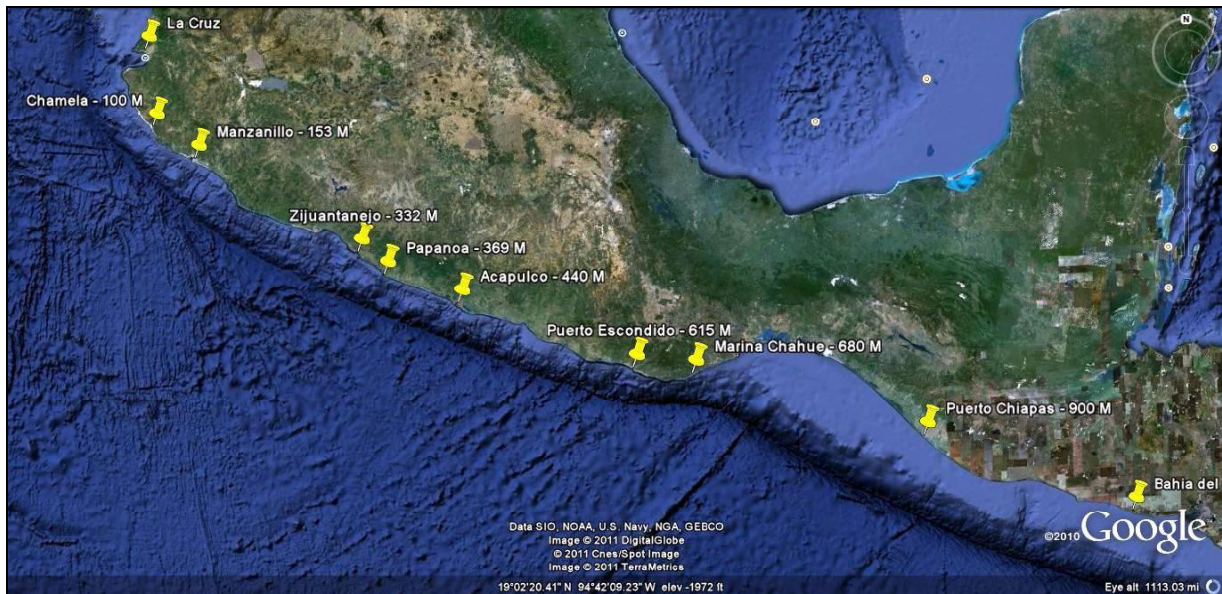 La Cruz
Chamela - 100 M
Manzanillo - 153 M
Zijuantanejo - 332 M
Papanoa - 369 M
Acapulco - 440 M
Puerto Escondido - 615 M
Marina Chahue - 680 M
Puerto Chiapas - 900 M
Bahia del
N
Data SIO, NOAA, U.S. Navy, NGA, GEBCO
Image © 2011 DigitalGlobe
© 2011 Cnes/Spot Image
Image © 2011 TerraMetrics
©2010 Google
19°02'20.41" N 94°42'09.23" W elev -1972 ft
Eye alt 1113.03 mi